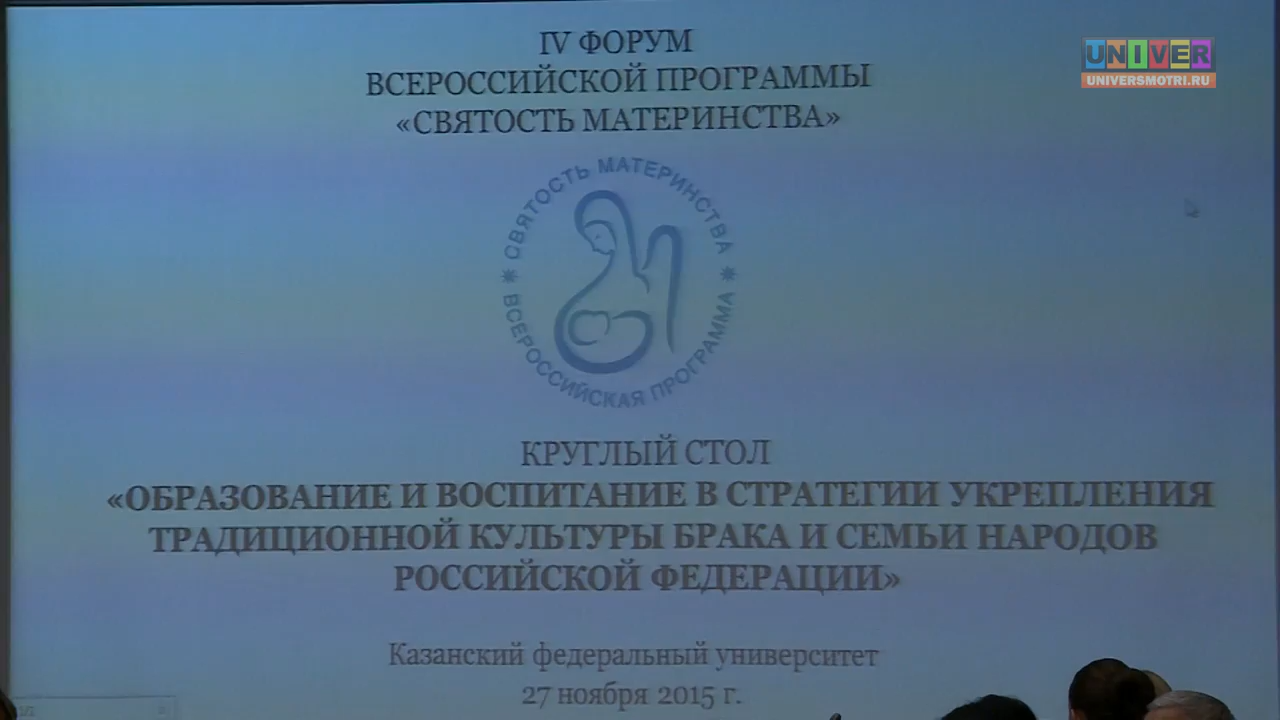 UNIVER
UNIVERSMOTRI.RU
IV ФОРУМ
ВСЕРОССИЙСКОЙ ПРОГРАММЫ
«СВЯТОСТЬ МАТЕРИНСТВА»
СВЯТОСТЬ МАТЕРИНСТВА
ВСЕРОССИЙСКАЯ ПРОГРАММА
КРУГЛЫЙ СТОЛ
«ОБРАЗОВАНИЕ И ВОСПИТАНИЕ В СТРАТЕГИИ УКРЕПЛЕНИЯ
ТРАДИЦИОННОЙ КУЛЬТУРЫ БРАКА И СЕМЬИ НАРОДОВ
РОССИЙСКОЙ ФЕДЕРАЦИИ»
Казанский федеральный университет
27 ноября 2015 г.